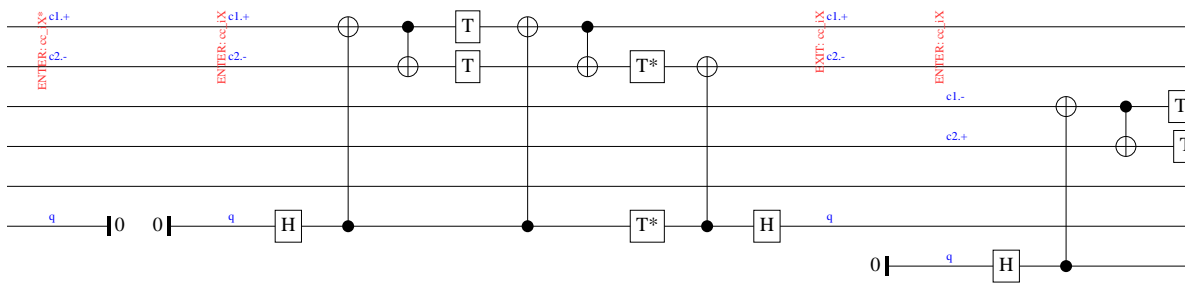 ENTER: cc_iX*
c1.+
c2.-
q
0
0
ENTER: cc_iX
c1.+
c2.-
q
H
T
T
T*
T*
H
EXIT: cc_iX
c1.+
c2.-
q
0
ENTER: cc_iX
c1.-
c2.+
q
H
T
T